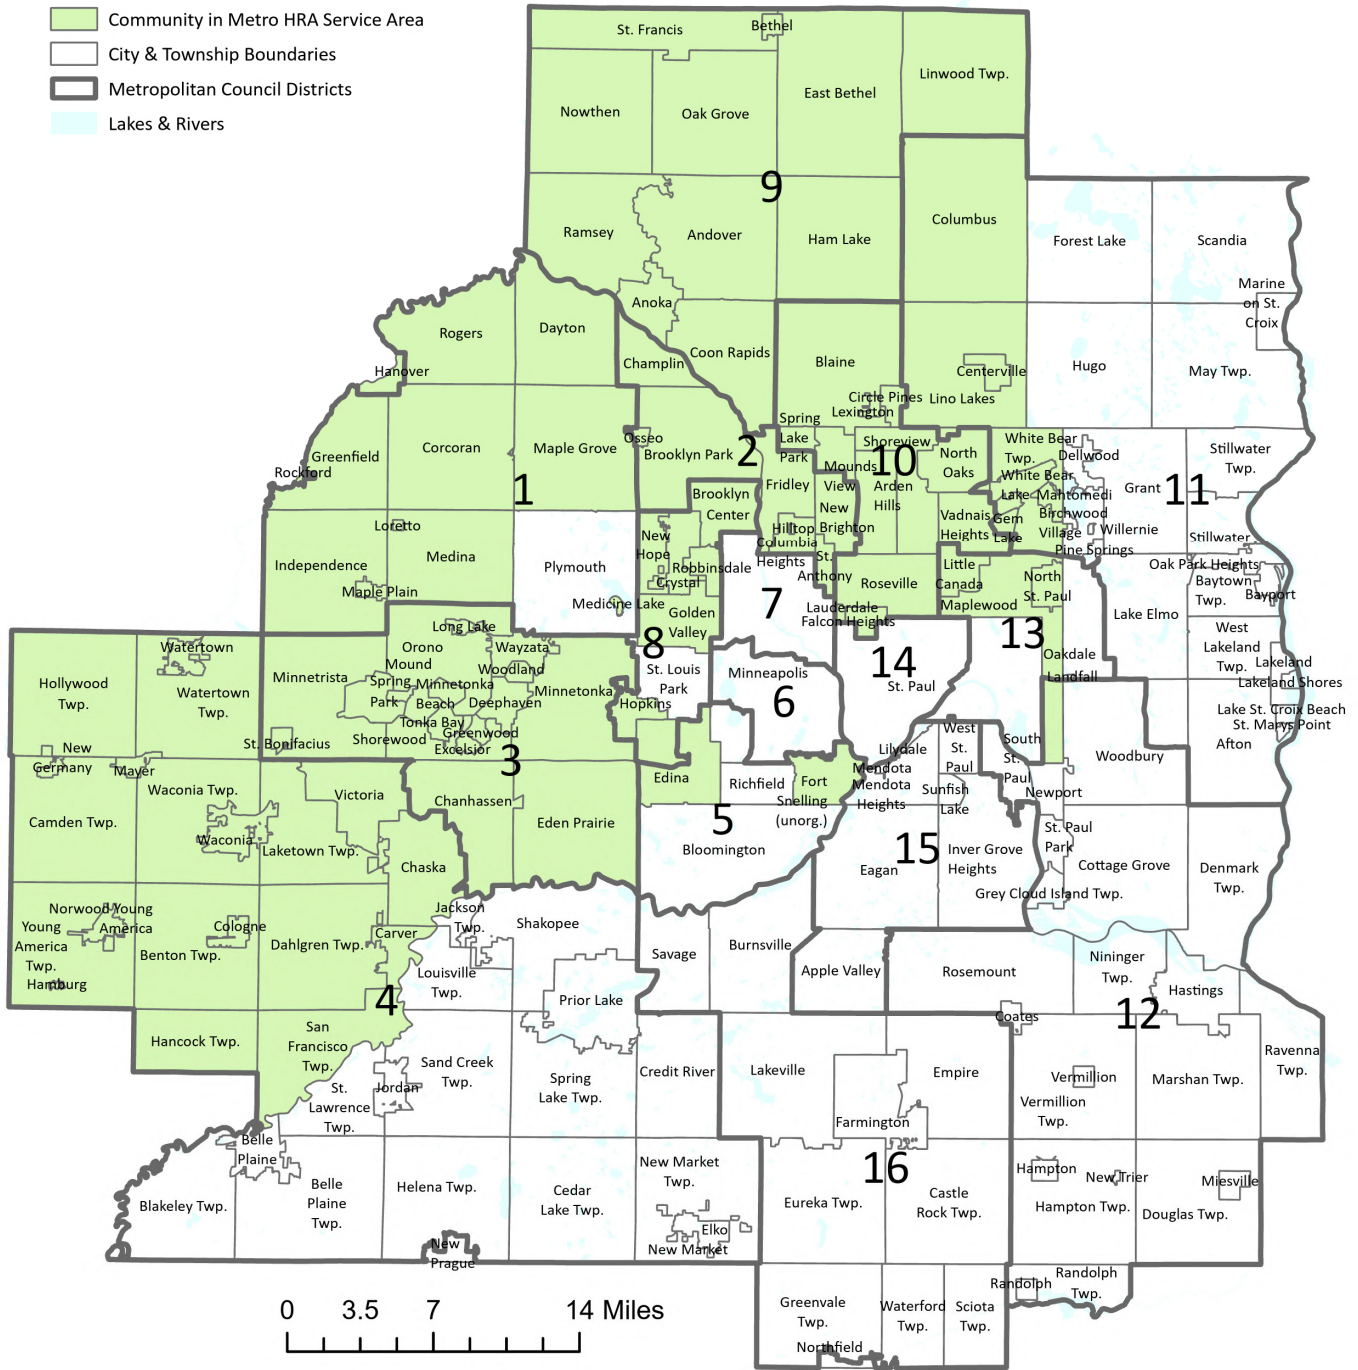 Community in Metro HRA Service Area
City & Township Boundaries
Metropolitan Council Districts
Lakes & Rivers
St. Francis
Bethel
Linwood Twp.
Nowthen
Oak Grove
East Bethel
9
Ramsey
Andover
Ham Lake
Columbus
Forest Lake
Scandia
Anoka
Marine
on St.
Croix
Rogers
Dayton
Champlin
Coon Rapids
Blaine
Centerville
Hugo
May Twp.
Hanover
Circle Pines
Lexington
Lino Lakes
Spring
Lake
Park
Corcoran
Maple Grove
Osseo
Brooklyn Park
2
Shoreview
10
North
Oaks
White Bear
Twp.
Dellwood
Stillwater
Twp.
Greenfield
Rockford
1
Mounds
View
Arden
Hills
White Bear
Lake
Mahtomedi
Grant
11
Fridley
Brooklyn
Center
New
Brighton
Vadnais
Heights
Gem
Lake
Birchwood
Village
Willernie
Pine Springs
Stillwater
Loretto
Medina
Independence
Maple Plain
Plymouth
Medicine Lake
New
Hope
Robbinsdale
Crystal
Golden
Valley
8
Hilltop
Columbia
Heights
St.
Anthony
Roseville
Lauderdale
Falcon Heights
Little
Canada
Maplewood
North
St. Paul
Oak Park Heights
Baytown
Twp.
Bayport
Lake Elmo
7
13
14
St. Paul
Oakdale
Landfall
West
Lakeland
Twp.
Lakeland
Lakeland Shores
Lake St. Croix Beach
St. Marys Point
Afton
Long Lake
Orono
Wayzata
Mound
Woodland
Spring
Park
Minnetonka
Beach
Deephaven
Minnetonka
Tonka Bay
Greenwood
Excelsior
Shorewood
3
Minnetrista
St. Bonifacius
Watertown
Watertown
Twp.
Hollywood
Twp.
St. Louis
Park
Hopkins
Minneapolis
6
Edina
Richfield
Fort
Snelling
(unorg.)
5
Bloomington
Lilydale
Mendota
Mendota
Heights
West
St.
Paul
South
St.
Paul
Sunfish
Lake
Newport
Woodbury
New
Germany
Mayer
Waconia Twp.
Victoria
Chanhassen
Eden Prairie
Camden Twp.
Waconia
Laketown Twp.
Chaska
15
Eagan
Inver Grove
Heights
St. Paul
Park
Cottage Grove
Grey Cloud Island Twp.
Denmark
Twp.
Norwood Young
America
Young
America
Twp.
Hamburg
Cologne
Benton Twp.
Dahlgren Twp.
Carver
Jackson
Twp.
Shakopee
Louisville
Twp.
4
Savage
Burnsville
Prior Lake
Apple Valley
Rosemount
Nininger
Twp.
Hastings
Coates
12
Hancock Twp.
San
Francisco
Twp.
St.
Lawrence
Twp.
Jordan
Sand Creek
Twp.
Spring
Lake Twp.
Credit River
Lakeville
Empire
Farmington
Vermillion
Vermillion
Twp.
Marshan Twp.
Ravenna
Twp.
Belle
Plaine
Blakeley Twp.
Belle
Plaine
Twp.
Helena Twp.
Cedar
Lake Twp.
New Market
Twp.
Elko
New Market
New
Prague
16
Eureka Twp.
Castle
Rock Twp.
Hampton
New Trier
Hampton Twp.
Miesville
Douglas Twp.
Greenvale
Twp.
Waterford
Twp.
Sciota
Twp.
Northfield
Randolph
Randolph
Twp.
0 3.5 7 14 Miles